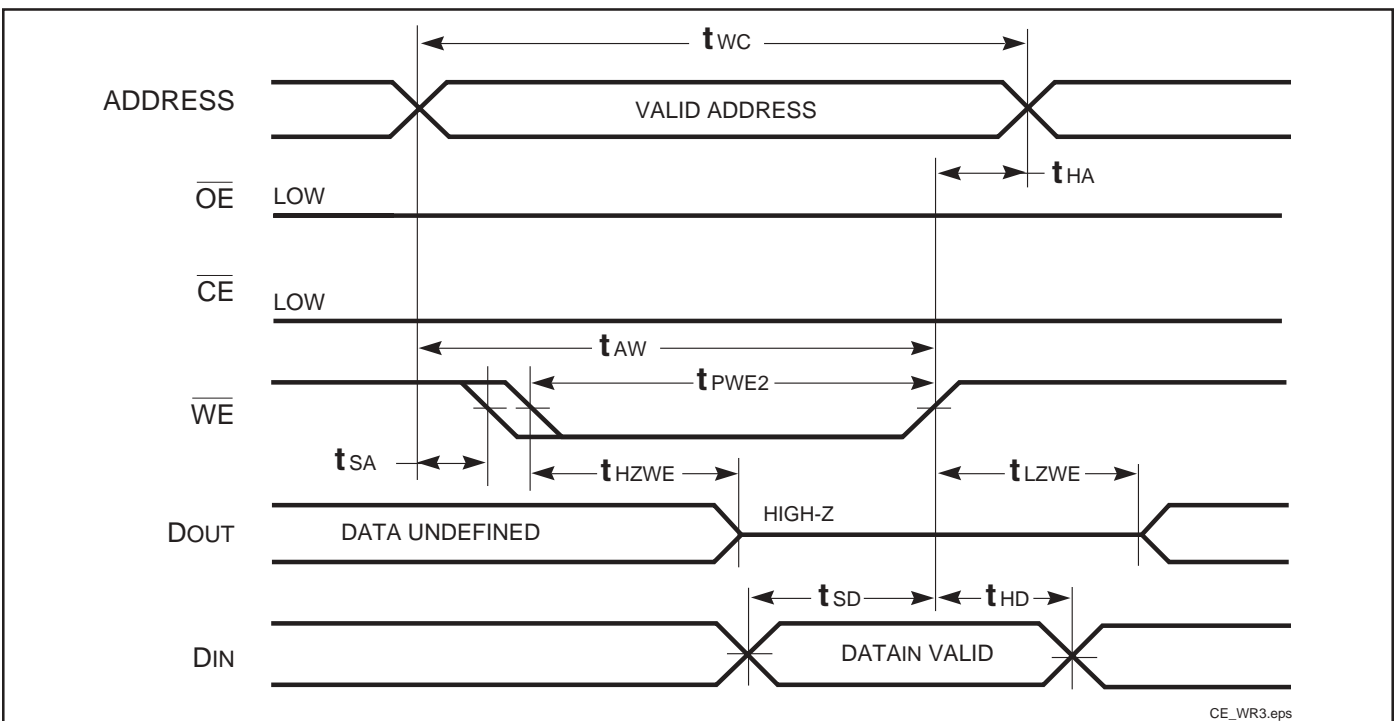 tWC
ADDRESS
VALID ADDRESS
tHA
OE
LOW
CE
LOW
tAW
tPWE2
WE
tSA
tHZWE
tLZWE
HIGH-Z
DOUT
DATA UNDEFINED
tSD
tHD
DIN
DATAIN VALID
CE_WR3.eps